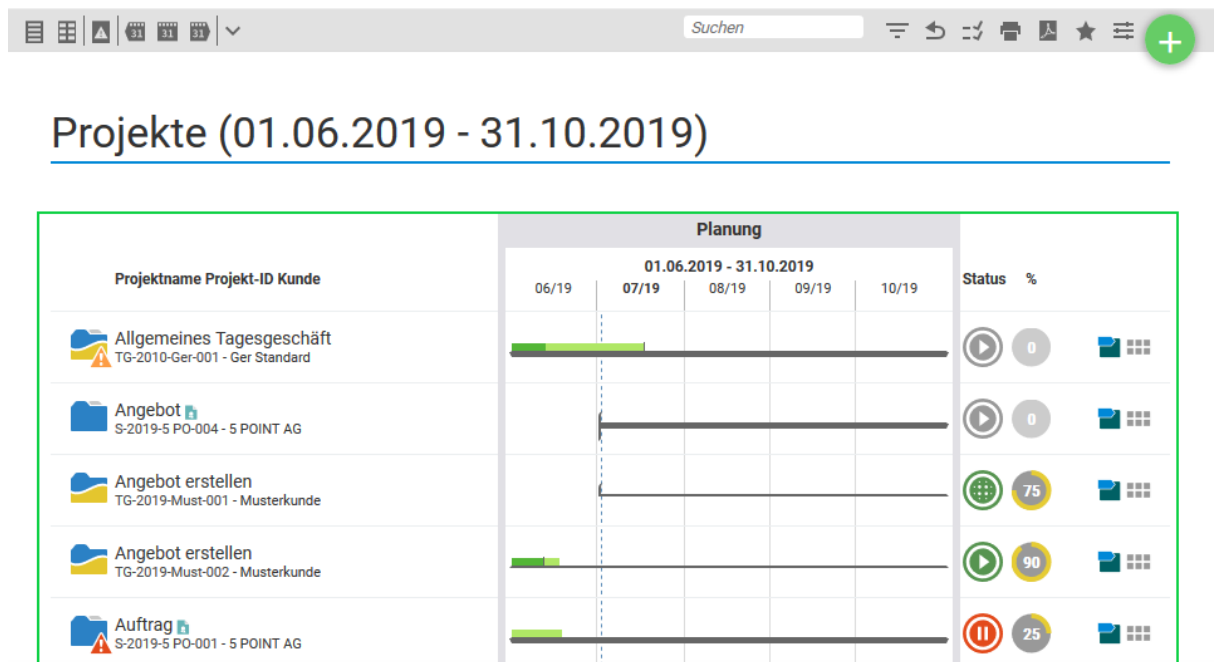 31 31 31 Suchen
Projekte (01.06.2019 - 31.10.2019)
Planung
Projektname Projekt-ID Kunde 01.06.2019 - 31.10.2019 Status %
06/19 07/19 08/19 09/19 10/19
Allgemeines Tagesgeschäft
TG-2010-Ger-001 - Ger Standard
0
Angebot
S-2019-5 PO-004 - 5 POINT AG
0
Angebot erstellen
TG-2019-Must-001 - Musterkunde
75
Angebot erstellen
TG-2019-Must-002 - Musterkunde
90
Auftrag
S-2019-5 PO-001 - 5 POINT AG
25